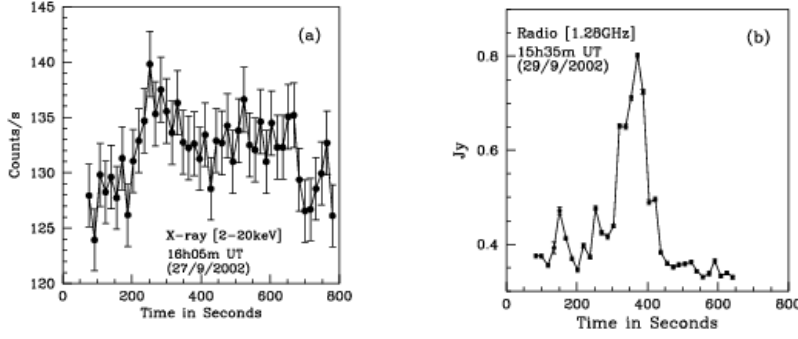 145
140
135
130
125
120
Counts/s
(a)
X-ray [2-20keV]
16h05m UT
(27/9/2002)
0
200
400
600
800
Time in Seconds
0.8
0.6
0.4
Jy
Radio [1.28GHz]
15h35m UT
(29/9/2002)
(b)
0
200
400
600
800
Time in Seconds